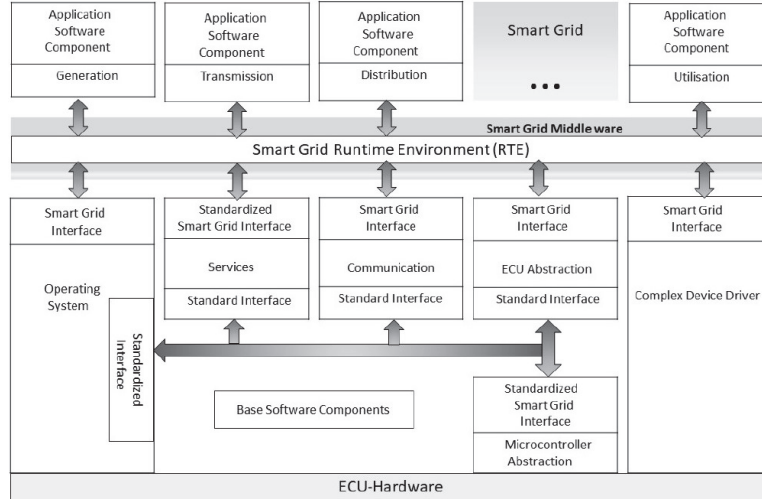 Application
Software
Component
Generation
Application
Software
Component
Transmission
Application
Software
Component
Distribution
Smart Grid
...
Application
Software
Component
Utilisation
Smart Grid Middle ware
Smart Grid Runtime Environment (RTE)
Smart Grid
Interface
Operating
System
Standardized
Interface
Standardized
Smart Grid Interface
Services
Standard Interface
Smart Grid
Interface
Communication
Standard Interface
Smart Grid
Interface
ECU Abstraction
Standard Interface
Smart Grid
Interface
Complex Device Driver
Base Software Components
Standardized
Smart Grid
Interface
Microcontroller
Abstraction
ECU-Hardware